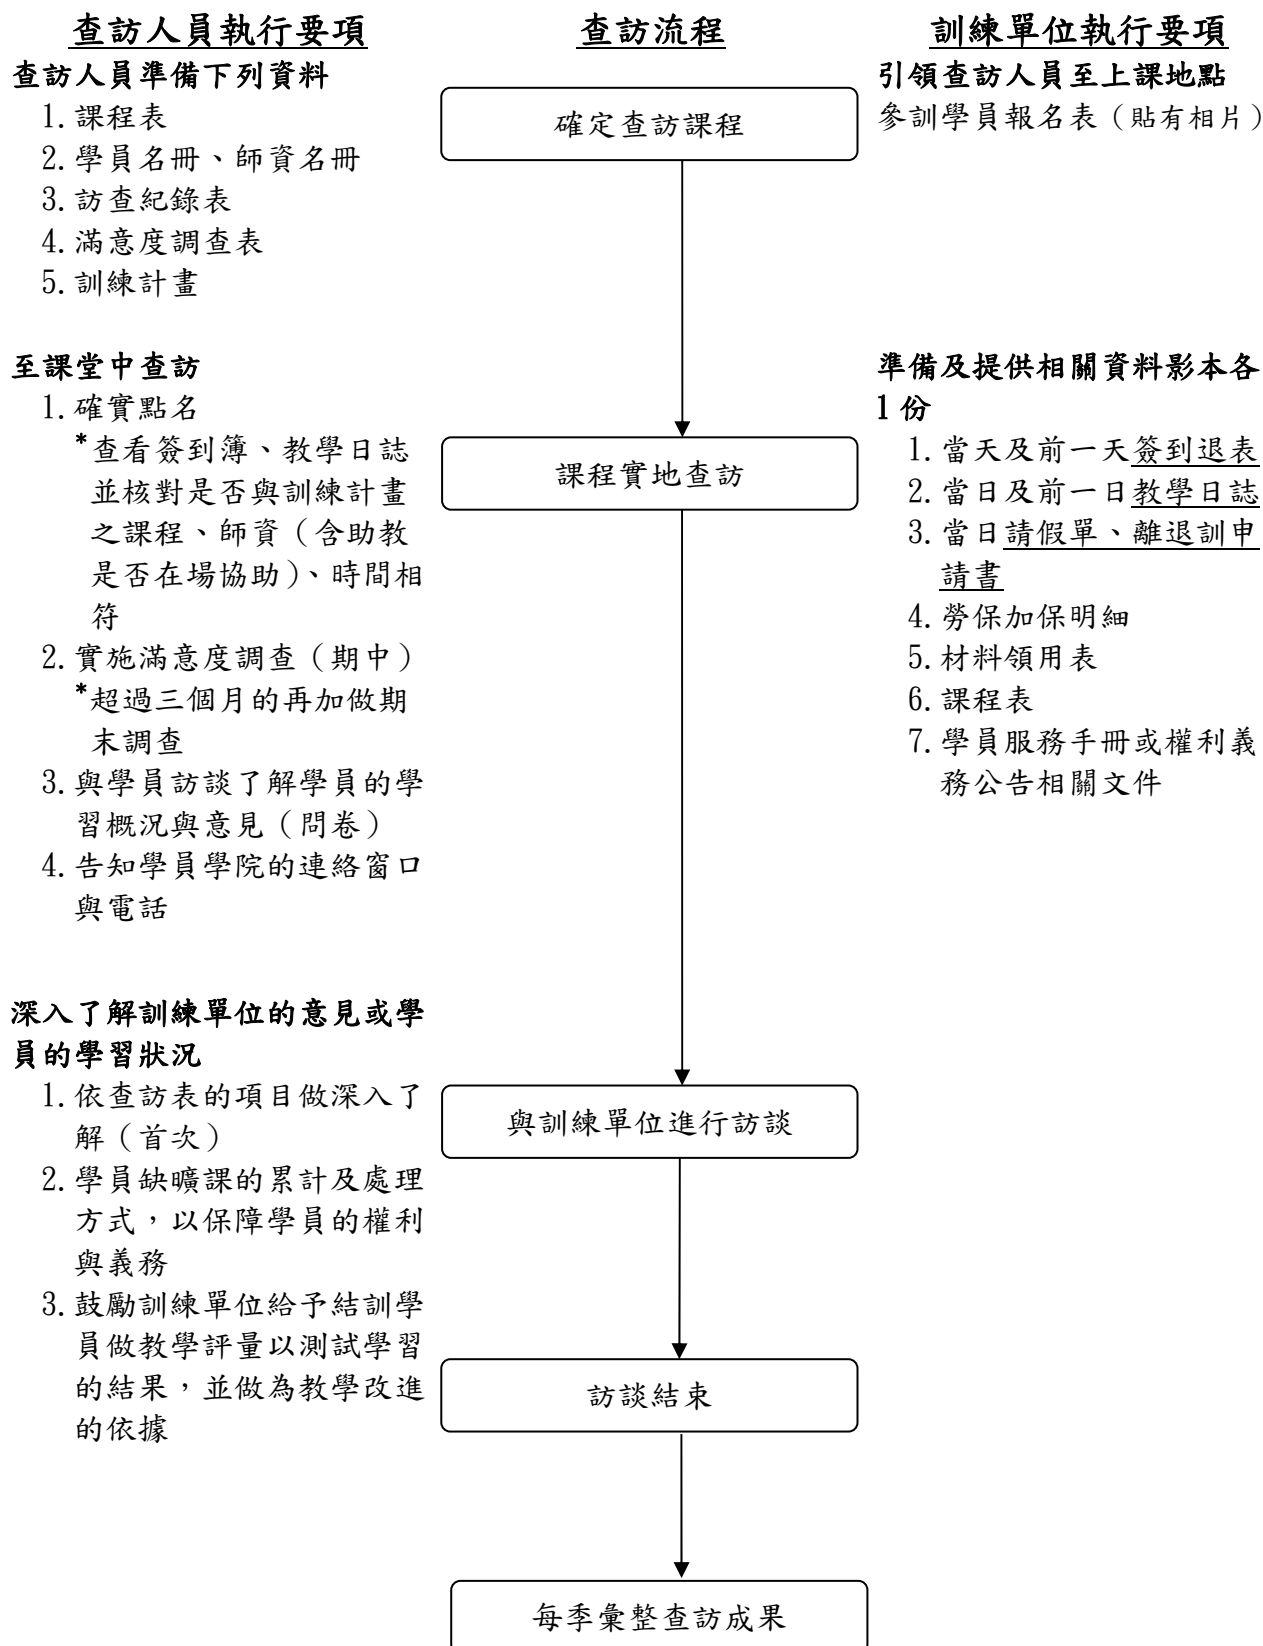 查訪人員執行要項
查訪人員準備下列資料
1.課程表
2.學員名冊、師資名冊
3.訪查紀錄表
4.滿意度調查表
5.訓練計畫
至課堂中查訪
1.確實點名
*查看簽到簿、教學日誌
並核對是否與訓練計畫
之課程、師資（含助教
是否在場協助）、時間相
符
2.實施滿意度調查（期中）
*超過三個月的再加做期
末調查
3.與學員訪談了解學員的學
習概況與意見（問卷）
4.告知學員學院的連絡窗口
與電話
深入了解訓練單位的意見或學
員的學習狀況
1.依查訪表的項目做深入了
解（首次）
2.學員缺曠課的累計及處理
方式，以保障學員的權利
與義務
3.鼓勵訓練單位給予結訓學
員做教學評量以測試學習
的結果，並做為教學改進
的依據
查訪流程
確定查訪課程
課程實地查訪
與訓練單位進行訪談
訪談結束
每季彙整查訪成果
訓練單位執行要項
引領查訪人員至上課地點
參訓學員報名表（貼有相片）
準備及提供相關資料影本各
1份
1.當天及前一天簽到退表
2.當日及前一日教學日誌
3.當日請假單、離退訓申
請書
4.勞保加保明細
5.材料領用表
6.課程表
7.學員服務手冊或權利義
務公告相關文件